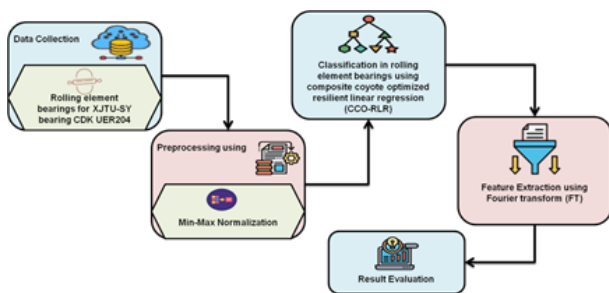 Data Collection
Rolling element
bearings for XJTU-SY
bearing CDK UER204
Preprocessing using
Min-Max Normalization
Classification in rolling
element bearings using
composite coyote optimized
resilient linear regression
(CCO-RLR)
Feature Extraction using
Fourier transform (FT)
Result Evaluation